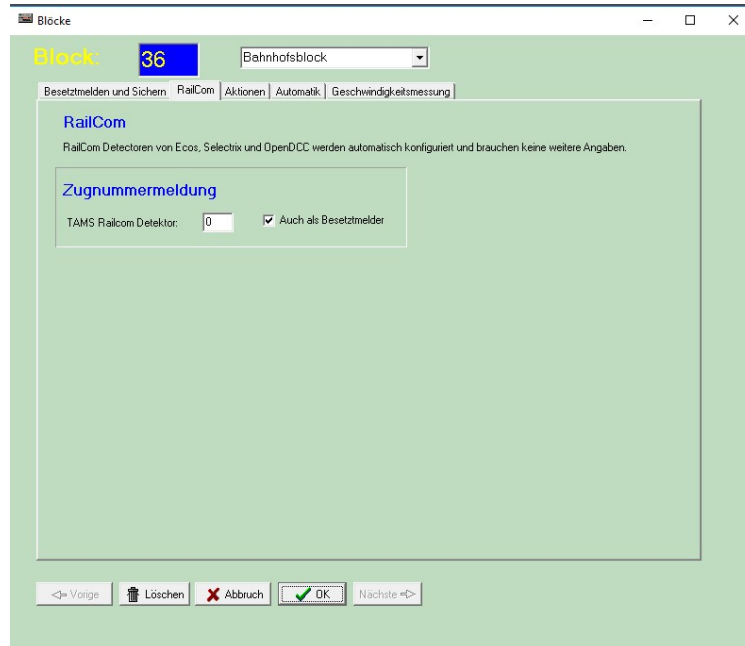 Blöcke
Block: 36 Bahnhofsblock
Besetztmelden und Sichern RailCom Aktionen Automatik Geschwindigkeitsmessung
RailCom
RailCom Detectoren von Ecos, Selectrix und OpenDCC werden automatisch konfiguriert und brauchen keine weitere Angaben.
Zugnummermeldung
TAMS Railcom Detektor: 0 Auch als Besetztmelder
Vorige Löschen Abbruch OK Nächste